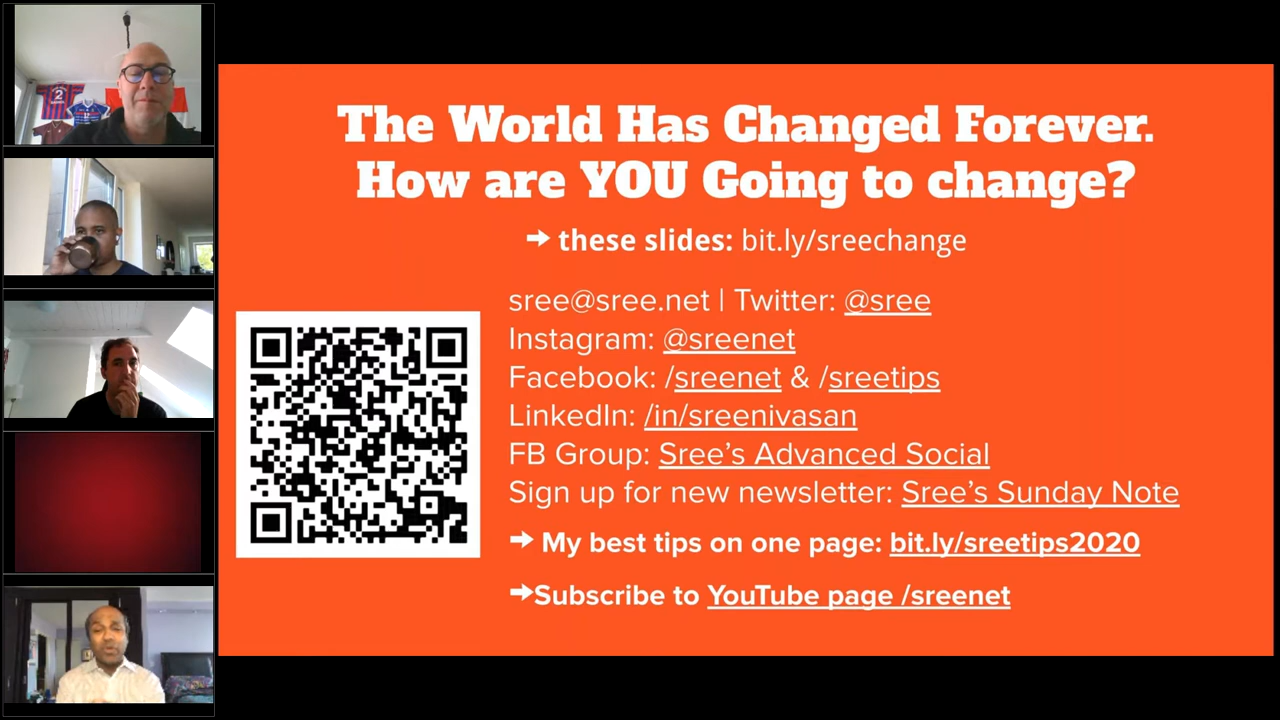 The World Has Changed Forever.
How are YOU Going to change?
➡ these slides: bit.ly/sreechange
sree@sree.net | Twitter: @sree
Instagram: @sreenet
Facebook: /sreenet & /sreetips
LinkedIn: /in/sreenivasan
FB Group: Sree’s Advanced Social
Sign up for new newsletter: Sree’s Sunday Note
➡ My best tips on one page: bit.ly/sreetips2020
➡Subscribe to YouTube page /sreenet
2